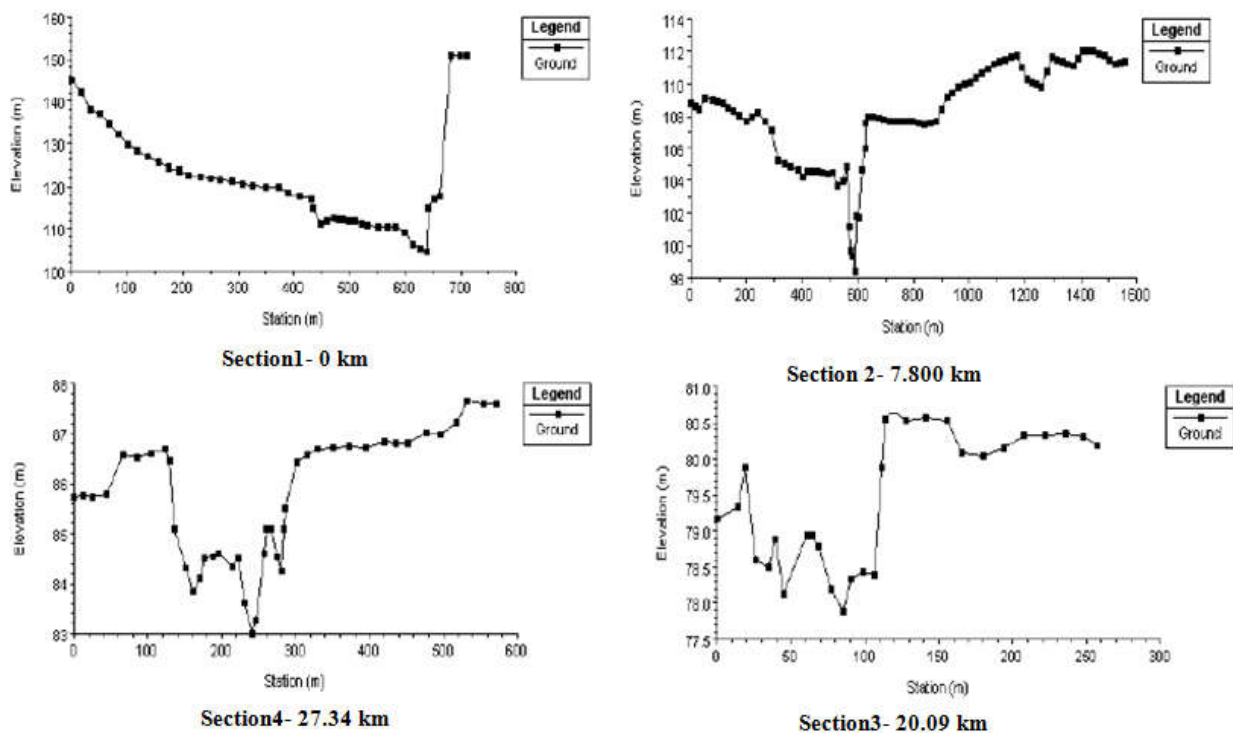 160
150
140
130
120
110
100
0 100 200 300 400 500 600 700 800
Elevation (m)
Station (m)
Legend
Ground
Section1- 0 km
114
112
110
108
106
104
102
100
98
0 200 400 600 800 1000 1200 1400 1600
Elevation (m)
Station (m)
Legend
Ground
Section 2- 7.800 km
88
87
86
85
84
83
0 100 200 300 400 500 600
Elevation (m)
Station (m)
Legend
Ground
Section4- 27.34 km
81.0
80.5
80.0
79.5
79.0
78.5
78.0
77.5
0 50 100 150 200 250 300
Elevation (m)
Station (m)
Legend
Ground
Section3- 20.09 km